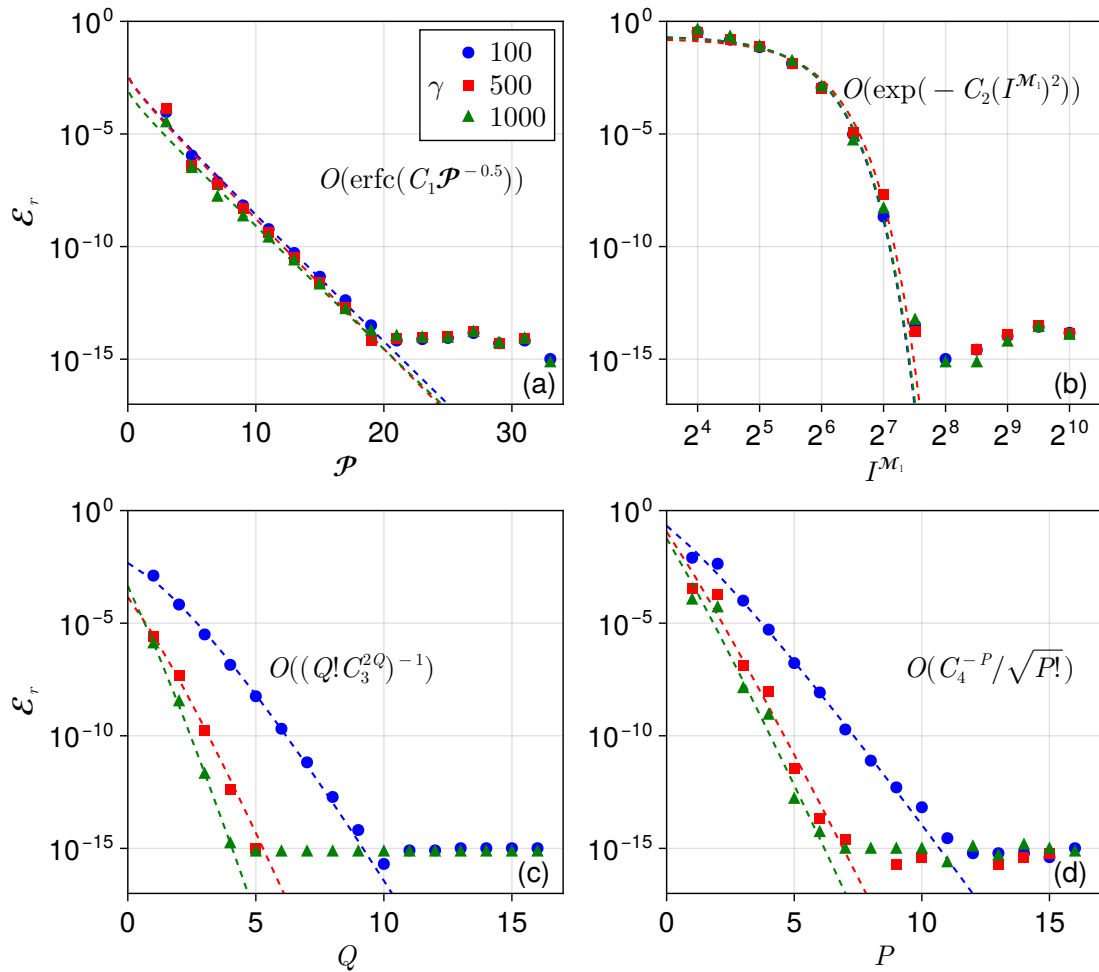 10^0
10^{-5}
10^{-10}
10^{-15}
ℰ_r
γ
100
500
1000
O(erfc(C_1𝒫^{-0.5}))
(a)
0 10 20 30
𝒫
10^0
10^{-5}
10^{-10}
10^{-15}
O(exp(-C_2(I^{ℳ_1})^2))
(b)
2^4 2^5 2^6 2^7 2^8 2^9 2^{10}
I^{ℳ_1}
10^0
10^{-5}
10^{-10}
10^{-15}
ℰ_r
O((Q!C_3^{2Q})^{-1})
(c)
0 5 10 15
Q
10^0
10^{-5}
10^{-10}
10^{-15}
O(C_4^{-P}/√P!)
(d)
0 5 10 15
P